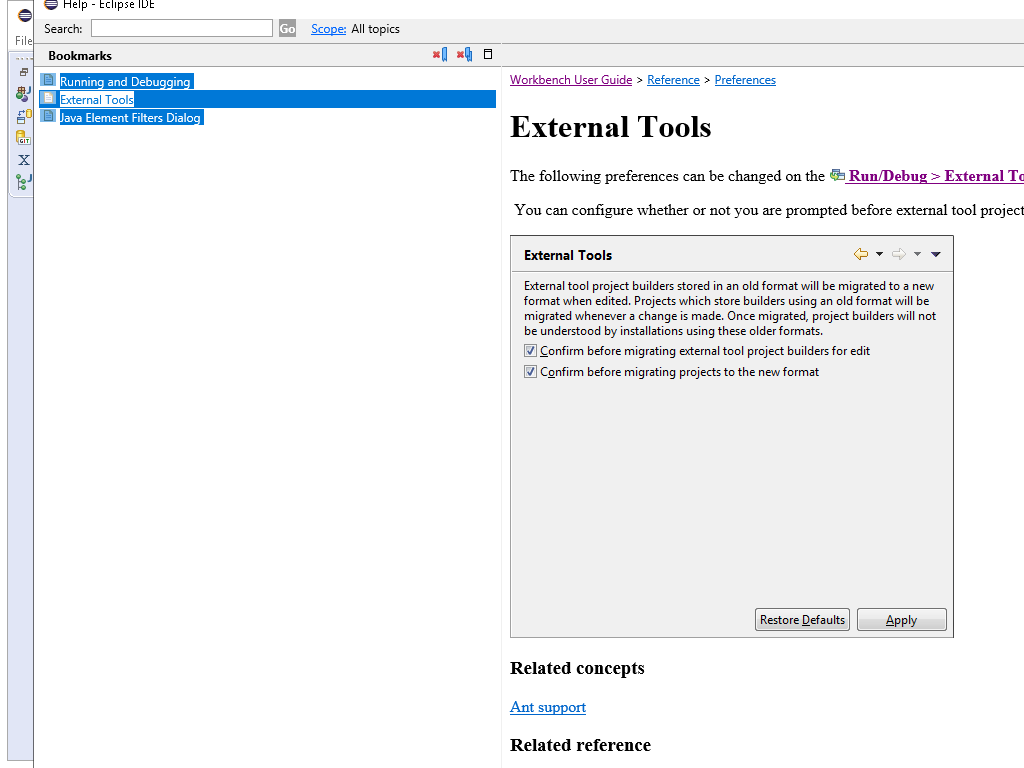 Help - Eclipse IDE
File
Search:
Go
Scope: All topics
Bookmarks
Running and Debugging
External Tools
Java Element Filters Dialog
GIT
X
Workbench User Guide > Reference > Preferences
External Tools
The following preferences can be changed on the Run/Debug > External
You can configure whether or not you are prompted before external tool project
External Tools
External tool project builders stored in an old format will be migrated to a new
format when edited. Projects which store builders using an old format will be
migrated whenever a change is made. Once migrated, project builders will not
be understood by installations using these older formats.
Confirm before migrating external tool project builders for edit
Confirm before migrating projects to the new format
Restore Defaults Apply
Related concepts
Ant support
Related reference